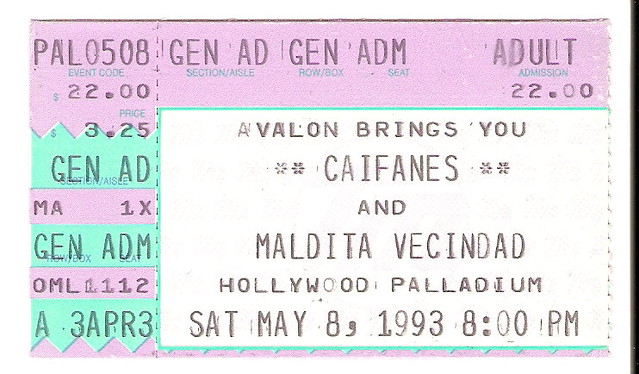 PAL0508 GEN AD GEN ADM ADULT
EVENT CODE SECTION/AISLE ROW/BOX SEAT ADMISSION
$ 22.00 22.00
PRICE
$ 3.25 AVALON BRINGS YOU
GEN AD ** CAIFANES **
SECTION/AISLE
MA 1X AND
GEN ADM MALDITA VECINDAD
ROW/BOX SEAT
OML1112 HOLLYWOOD PALLADIUM
A 3APR3 SAT MAY 8, 1993 8:00 PM